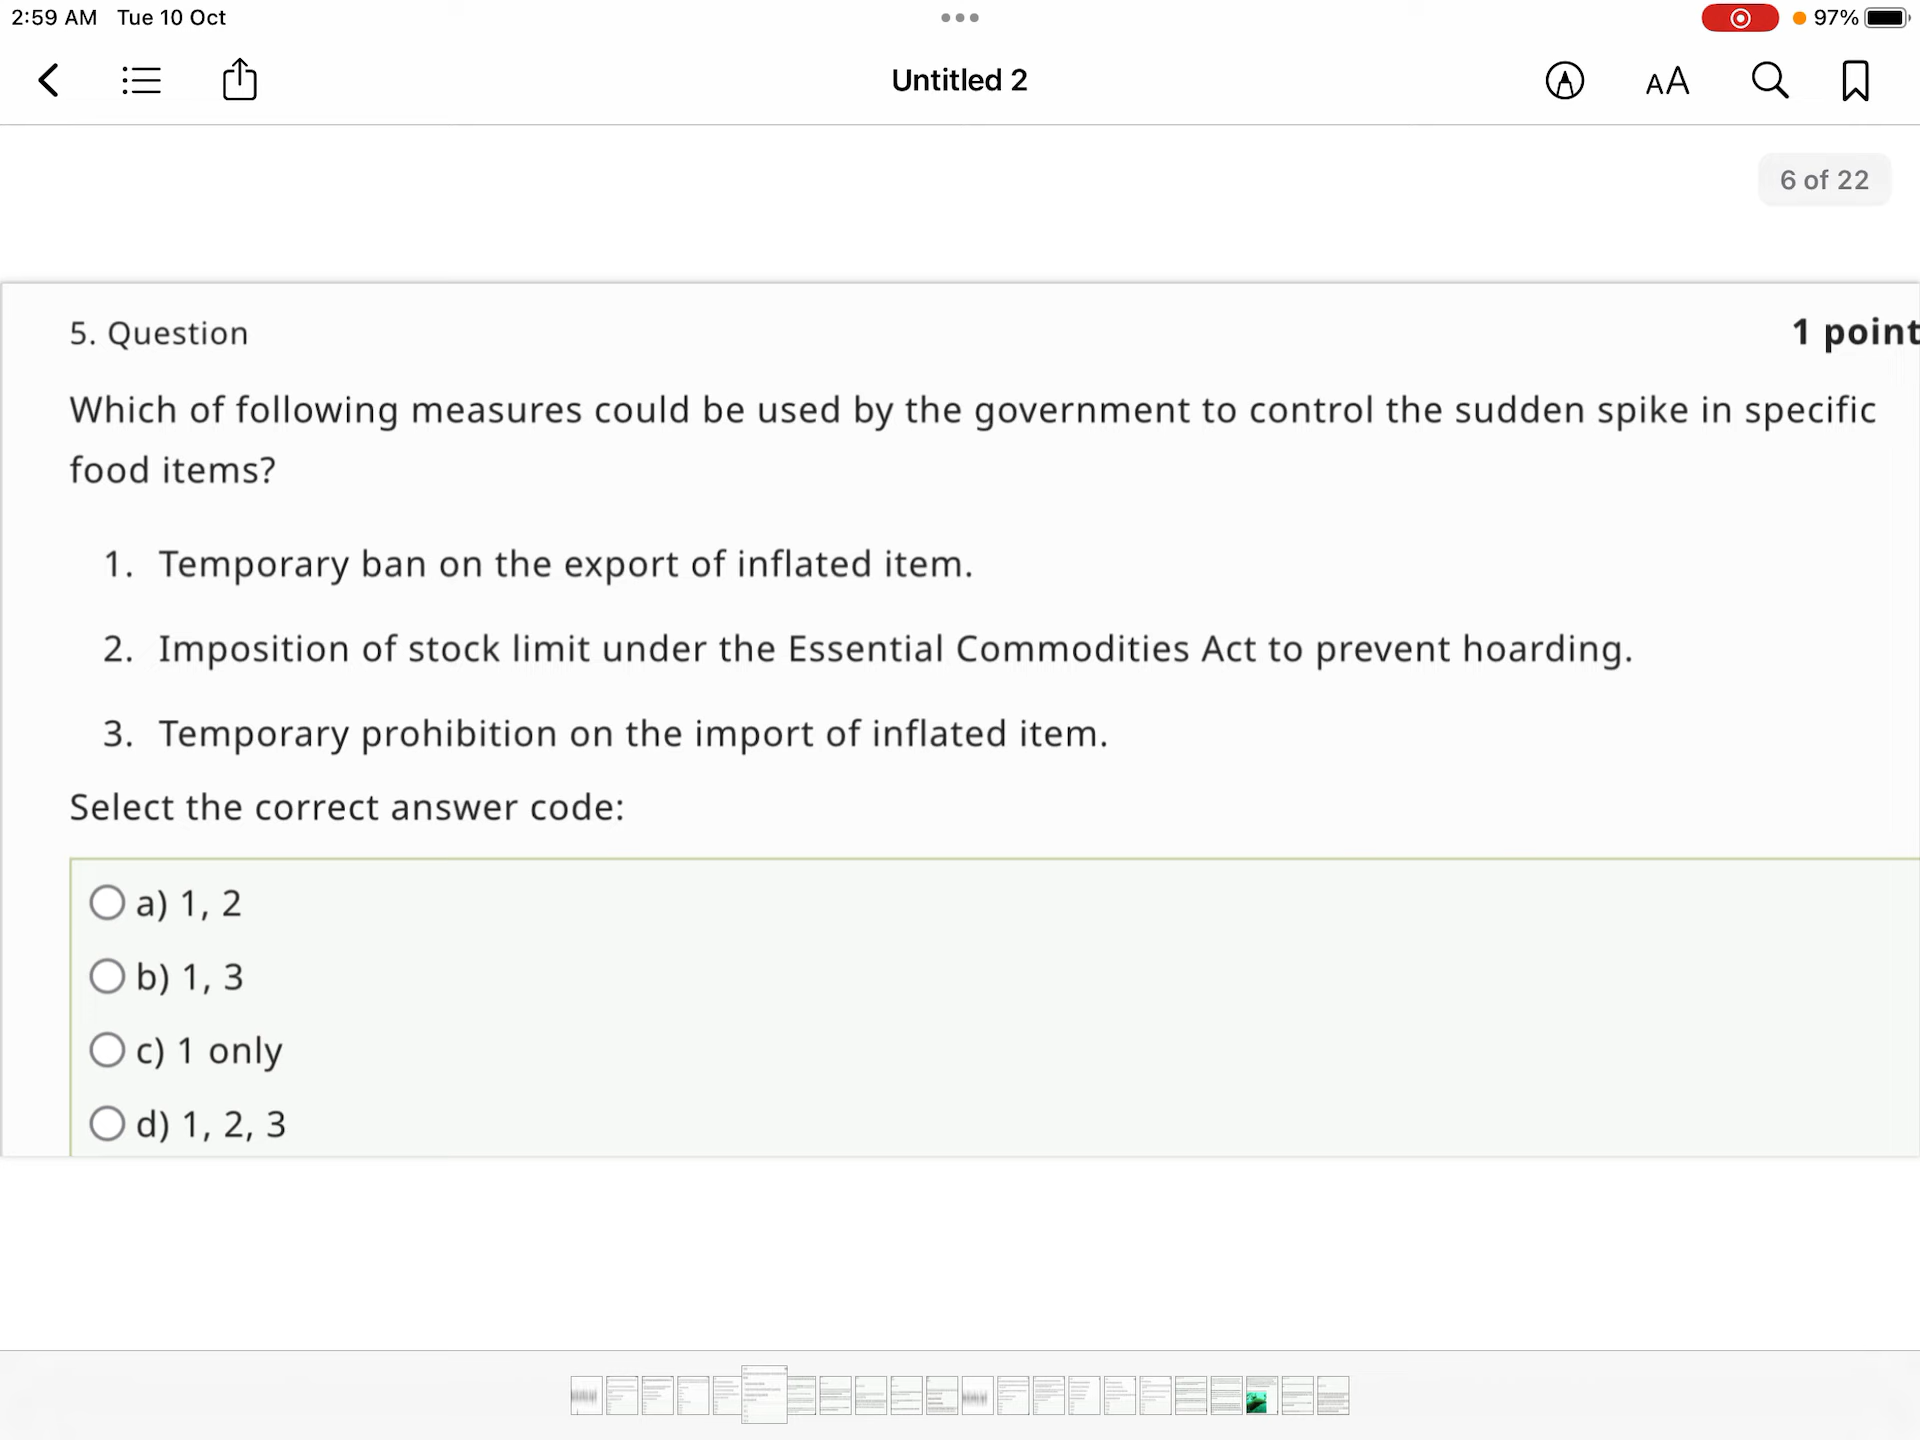 2:59 AM Tue 10 Oct
97%
Untitled 2
AA
6 of 22
5. Question
1 point
Which of following measures could be used by the government to control the sudden spike in specific
food items?
1. Temporary ban on the export of inflated item.
2. Imposition of stock limit under the Essential Commodities Act to prevent hoarding.
3. Temporary prohibition on the import of inflated item.
Select the correct answer code:
a) 1, 2
b) 1, 3
c) 1 only
d) 1, 2, 3